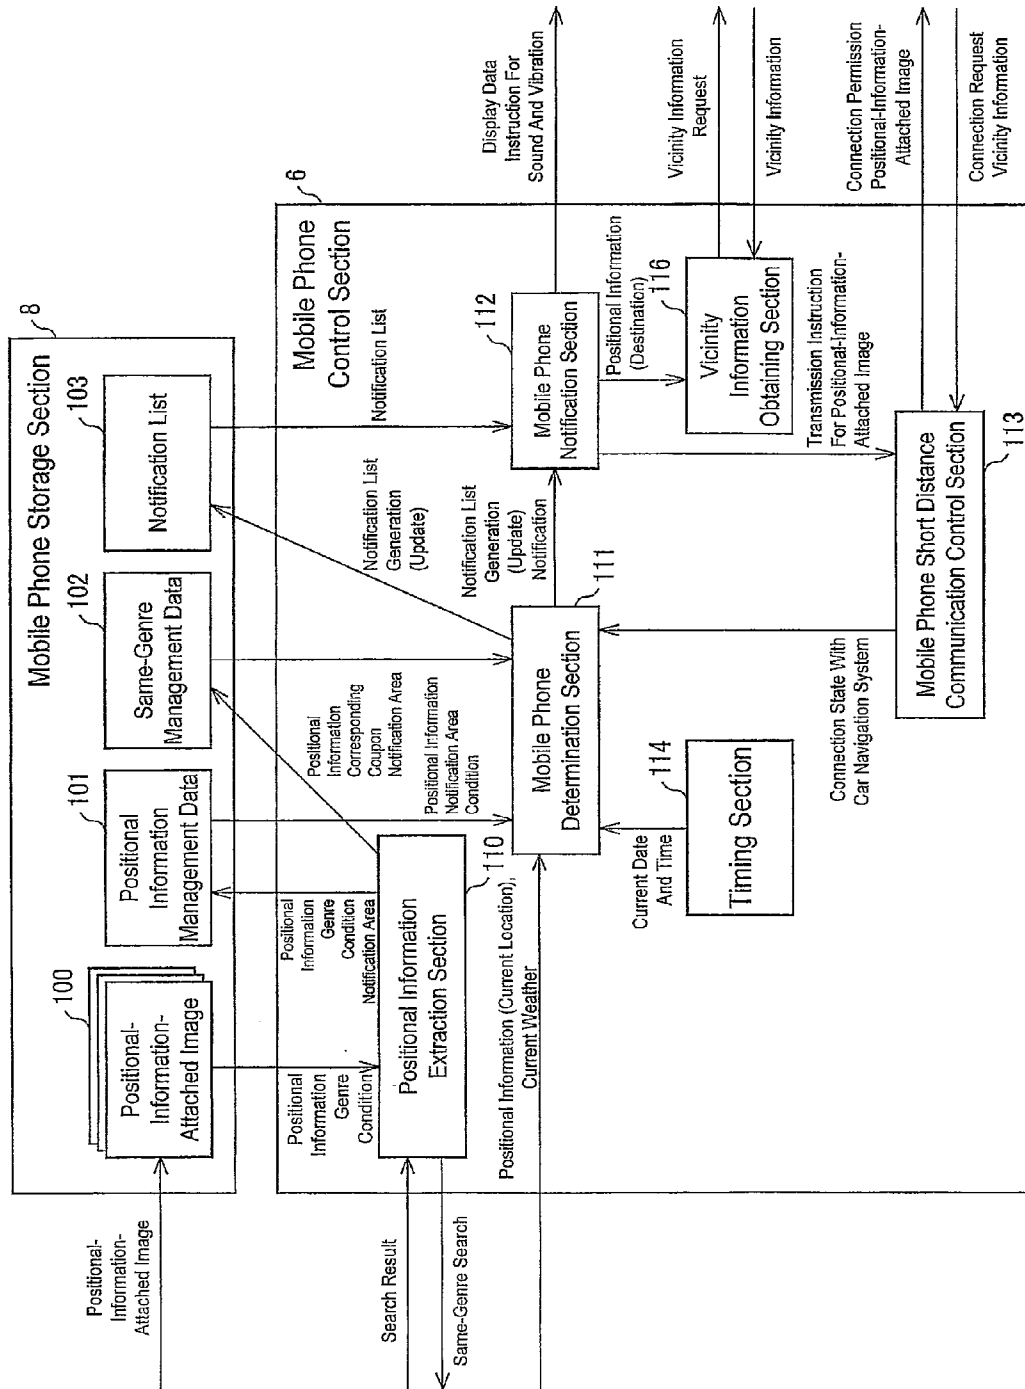 Mobile Phone Storage Section
8
Positional-
Information-
Attached Image
100
Positional
Information
Management Data
101
Same-Genre
Management Data
102
Notification List
103
Positional-
Information-
Attached Image
Mobile Phone
Control Section
6
Positional
Information
Genre
Condition
Positional
Information
Genre
Condition
Notification Area
Positional
Information
Corresponding
Coupon
Notification Area
Positional Information
Notification Area
Condition
Notification List
Generation
(Update)
Notification List
Positional Information
Extraction Section
110
Search Result
Same-Genre Search
Positional Information (Current Location),
Current Weather
Mobile Phone
Determination Section
111
Notification List
Generation
(Update)
Notification
Mobile Phone
Notification Section
112
Display Data
Instruction For
Sound And Vibration
Positional Information
(Destination)
116
Vicinity
Information
Obtaining Section
Vicinity Information
Request
Vicinity Information
Current Date
And Time
Timing Section
114
Connection State With
Car Navigation System
Transmission Instruction
For Positional-Information-
Attached Image
Mobile Phone Short Distance
Communication Control Section
113
Connection Permission
Positional-Information-
Attached Image
Connection Request
Vicinity Information